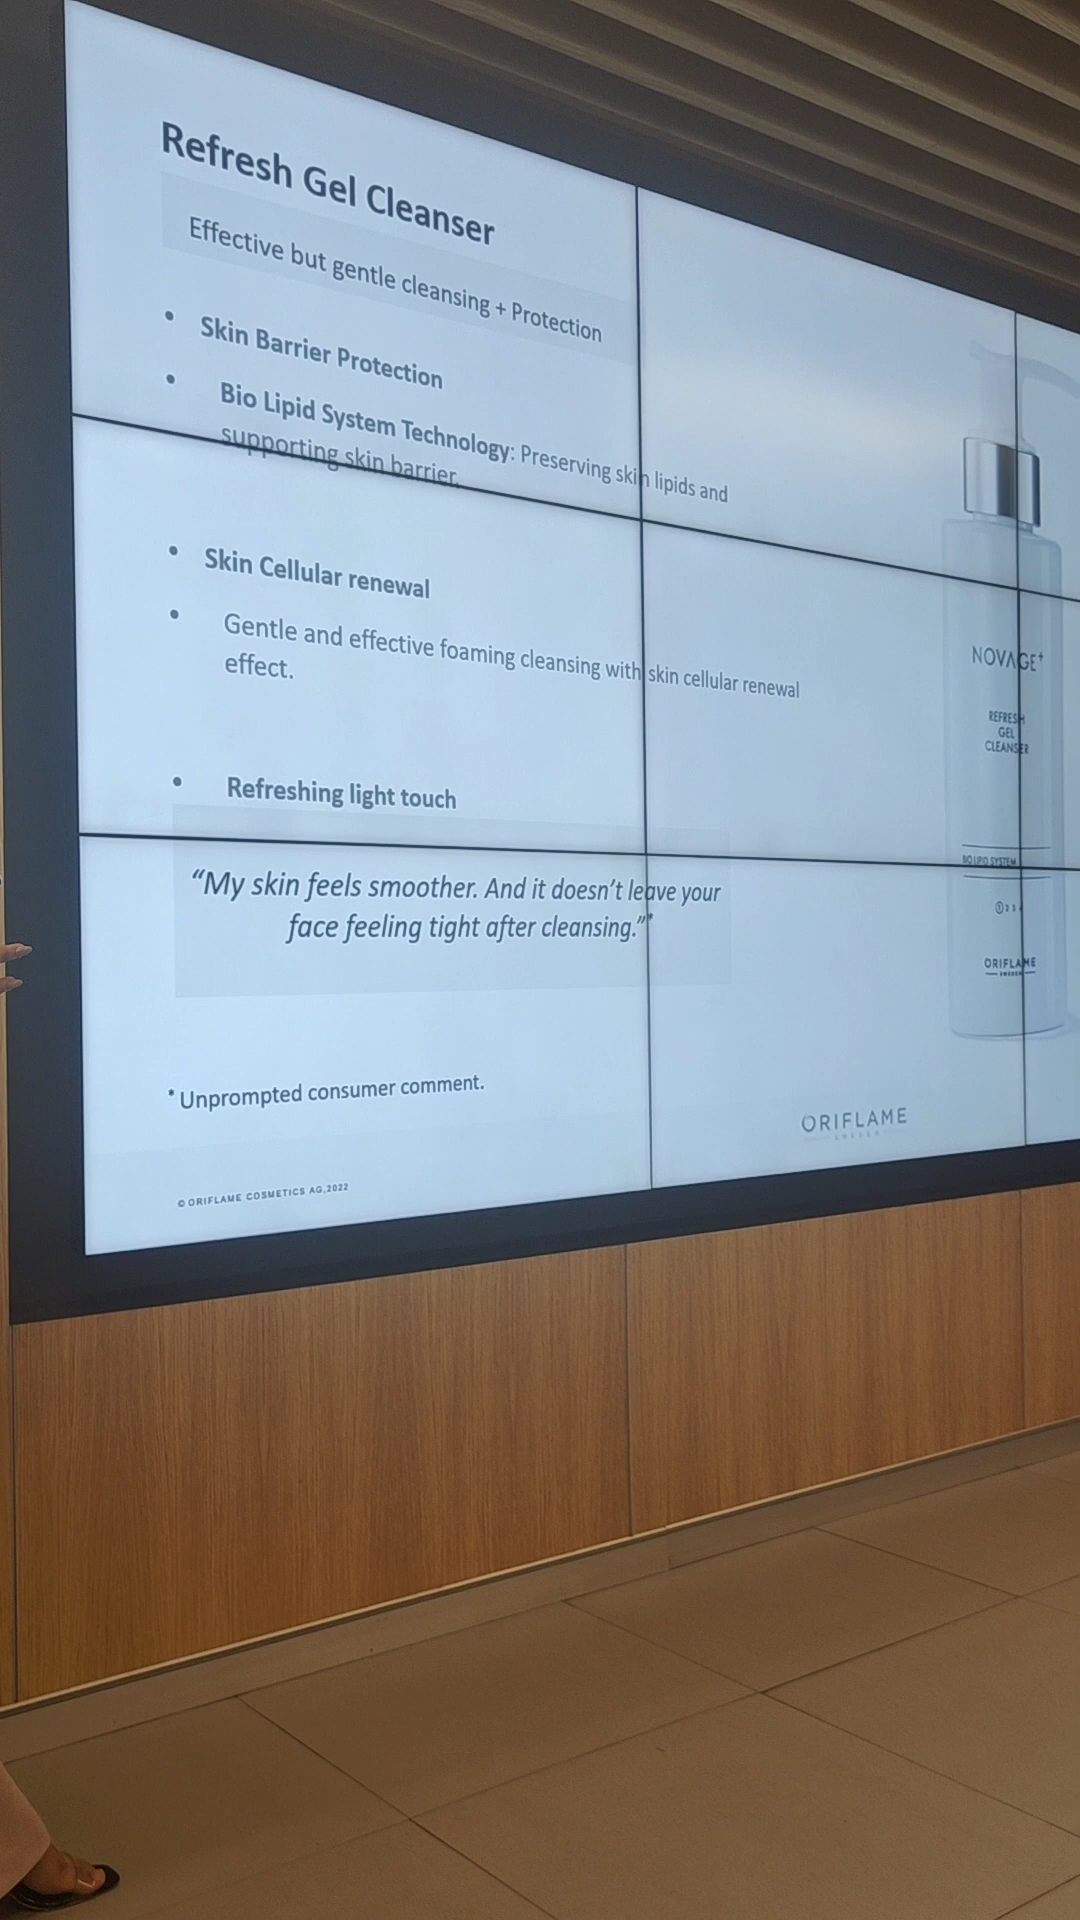 Refresh Gel Cleanser
Effective but gentle cleansing + Protection
• Skin Barrier Protection
• Bio Lipid System Technology: Preserving skin lipids and
supporting skin barrier.
• Skin Cellular renewal
• Gentle and effective foaming cleansing with skin cellular renewal
effect.
• Refreshing light touch
“My skin feels smoother. And it doesn’t leave your
face feeling tight after cleansing.”*
* Unprompted consumer comment.
© ORIFLAME COSMETICS AG, 2022
ORIFLAME
SWEDEN
NOVAGE+
REFRESH
GEL
CLEANSER
BIO LIPID SYSTEM
ORIFLAME
SWEDEN